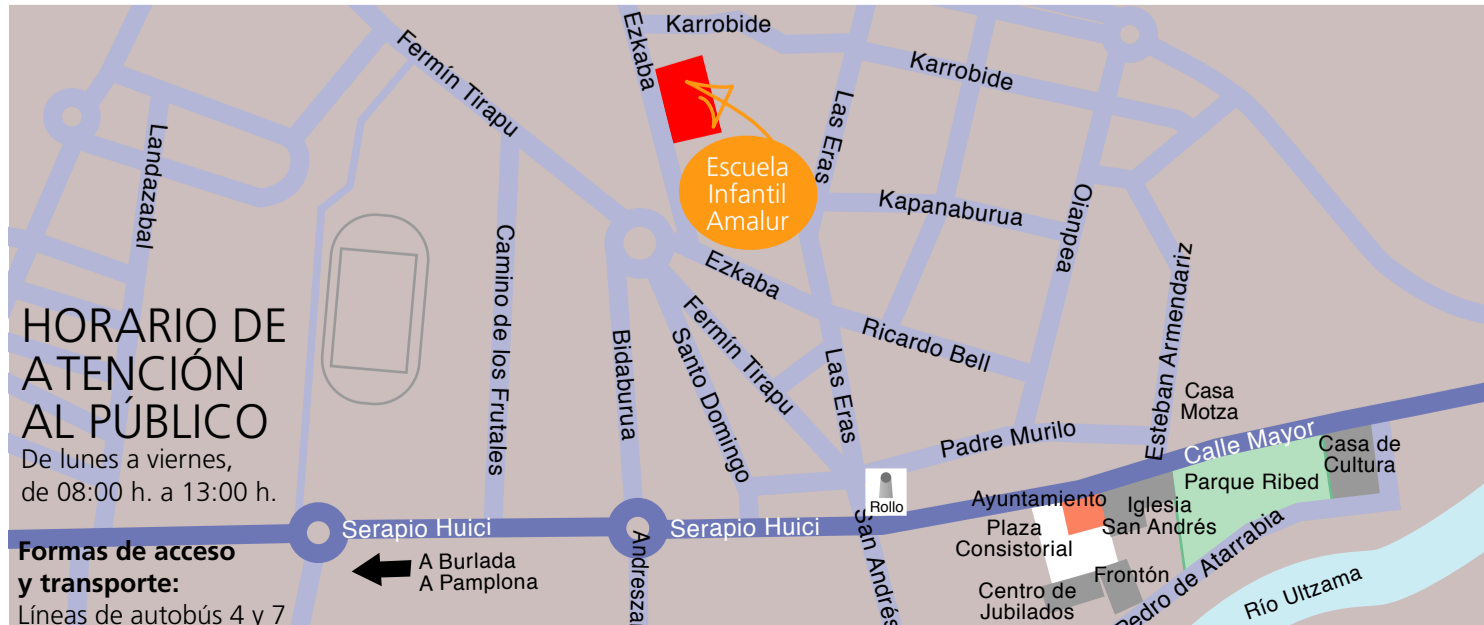 Ezkaba
Karrobide
Fermín Tirapu
Karrobide
Las Eras
Landazabal
Escuela
Infantil
Amalur
Kapanaburua
Oianpea
Camino de los Frutales
Ezkaba
Esteban Armendariz
HORARIO DE
ATENCIÓN
AL PÚBLICO
De lunes a viernes,
de 08:00 h. a 13:00 h.
Bidaburua
Santo Domingo
Fermín Tirapu
Las Eras
Ricardo Bell
Casa
Motza
Padre Murilo
Calle Mayor
Casa de
Cultura
Parque Ribed
Rollo
Ayuntamiento
Iglesia
San Andrés
Plaza
Consistorial
Serapio Huici
Serapio Huici
San Andrés
Formas de acceso
y transporte:
Líneas de autobús 4 y 7
A Burlada
A Pamplona
Andreszar
Centro de
Jubilados
Frontón
Pedro de Atarrabia
Río Ultzama